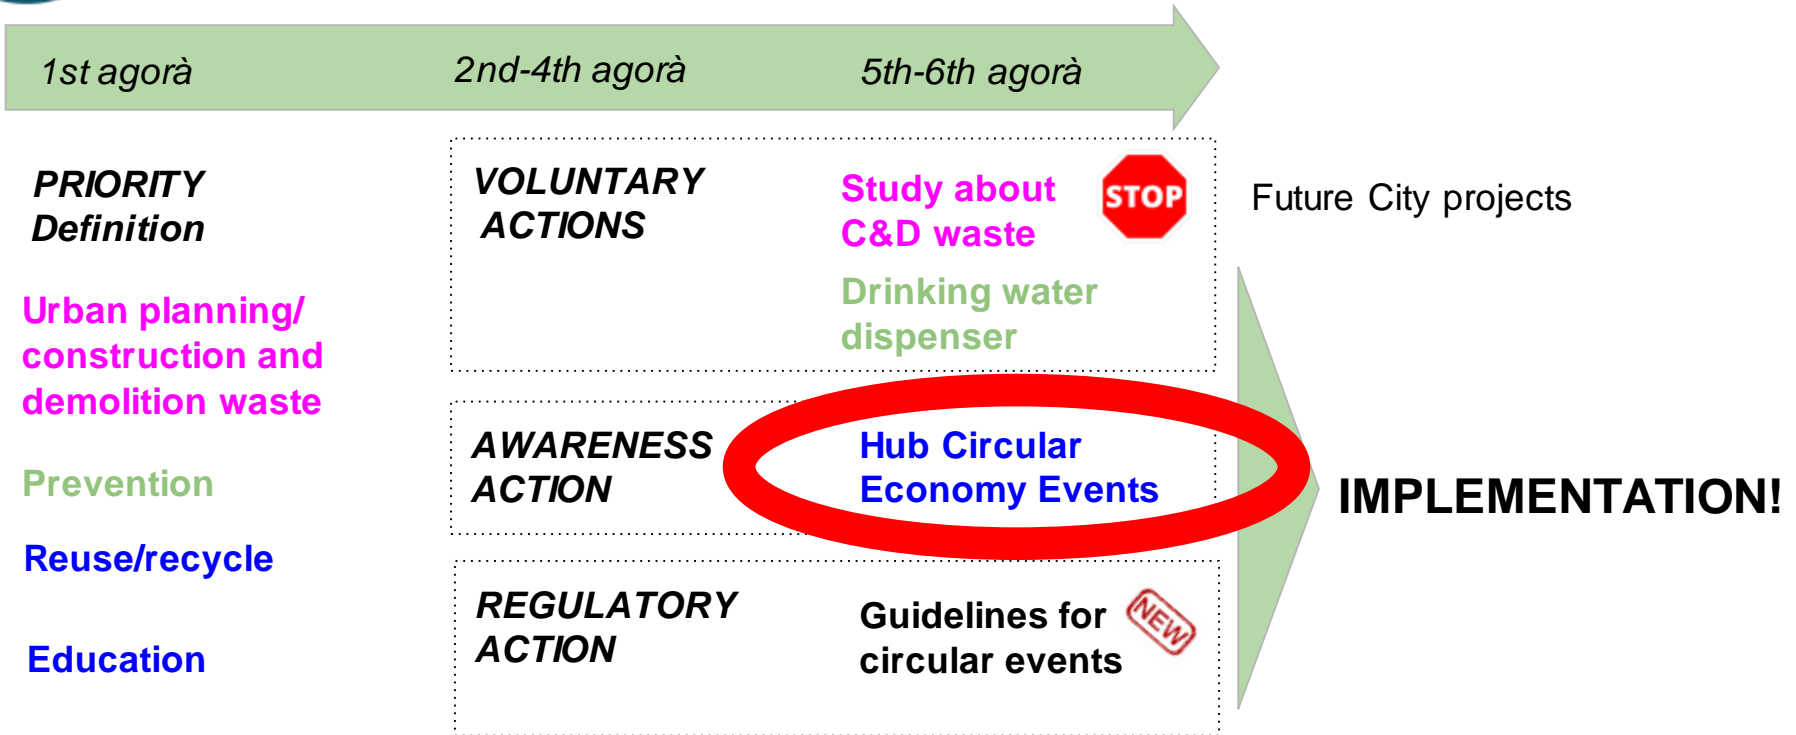 1st agorà
2nd-4th agorà
5th-6th agorà
PRIORITY
Definition
Urban planning/
construction and
demolition waste
Prevention
Reuse/recycle
Education
VOLUNTARY
ACTIONS
Study about
C&D waste
STOP
Drinking water
dispenser
Future City projects
AWARENESS
ACTION
Hub Circular
Economy Events
REGULATORY
ACTION
Guidelines for
circular events
NEW
IMPLEMENTATION!